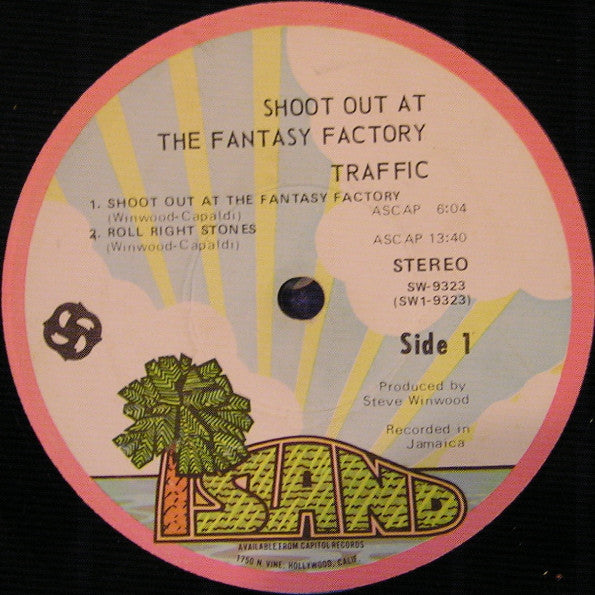 SHOOT OUT AT
THE FANTASY FACTORY
TRAFFIC
1. SHOOT OUT AT THE FANTASY FACTORY
(Winwood-Capaldi) ASCAP 6:04
2. ROLL RIGHT STONES
(Winwood-Capaldi) ASCAP 13:40
STEREO
SW-9323
(SW1-9323)
Side 1
Produced by
Steve Winwood
Recorded in
Jamaica
ISLAND
AVAILABLE FROM CAPITOL RECORDS
1750 N. VINE, HOLLYWOOD, CALIF.